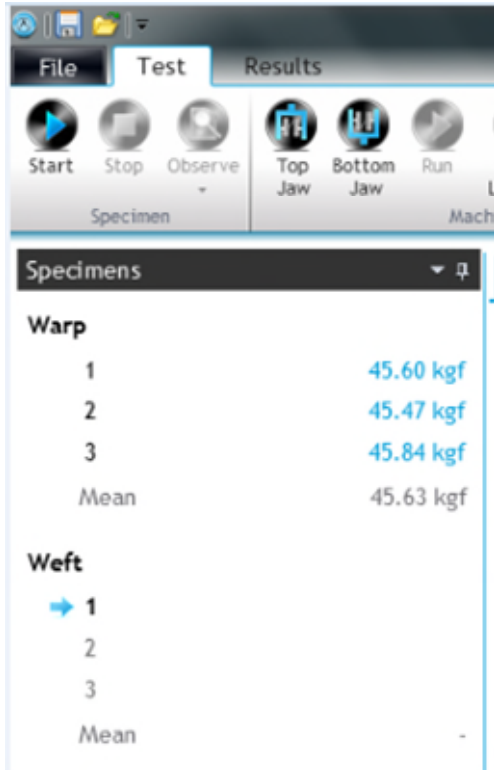 File Test Results
Start Stop Observe Top Jaw Bottom Jaw Run
Specimen
Specimens
Warp
1 45.60 kgf
2 45.47 kgf
3 45.84 kgf
Mean 45.63 kgf
Weft
1
2
3
Mean -